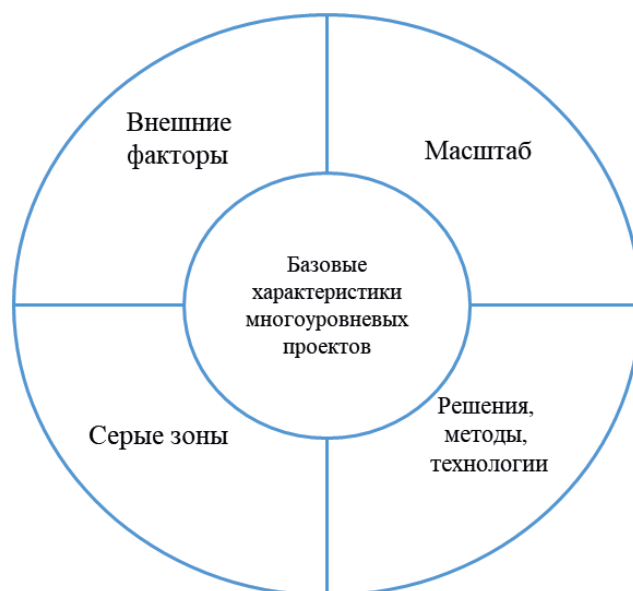 Внешние
факторы
Масштаб
Базовые
характеристики
многоуровневых
проектов
Серые зоны
Решения,
методы,
технологии